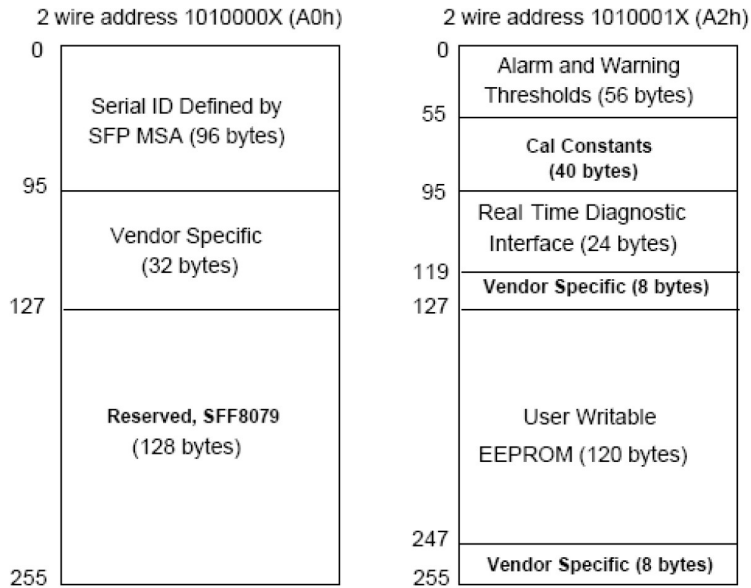 2 wire address 1010000X (A0h)
0
Serial ID Defined by
SFP MSA (96 bytes)
95
Vendor Specific
(32 bytes)
127
Reserved, SFF8079
(128 bytes)
255
2 wire address 1010001X (A2h)
0
Alarm and Warning
Thresholds (56 bytes)
55
Cal Constants
(40 bytes)
95
Real Time Diagnostic
Interface (24 bytes)
119
Vendor Specific (8 bytes)
127
User Writable
EEPROM (120 bytes)
247
Vendor Specific (8 bytes)
255